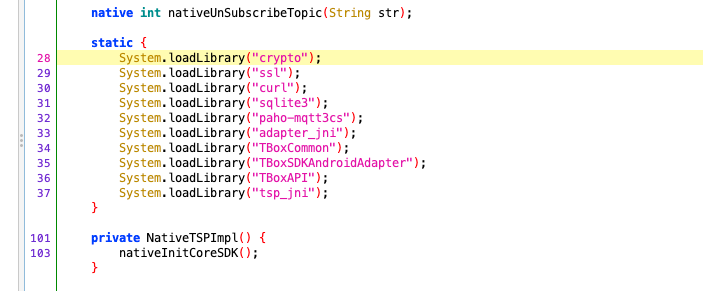 native int nativeUnSubscribeTopic(String str);
static {
28 System.loadLibrary("crypto");
29 System.loadLibrary("ssl");
30 System.loadLibrary("curl");
31 System.loadLibrary("sqlite3");
32 System.loadLibrary("paho-mqtt3cs");
33 System.loadLibrary("adapter_jni");
34 System.loadLibrary("TBoxCommon");
35 System.loadLibrary("TBoxSDKAndroidAdapter");
36 System.loadLibrary("TBoxAPI");
37 System.loadLibrary("tsp_jni");
}
101 private NativeTSPImpl() {
103 nativeInitCoreSDK();
}